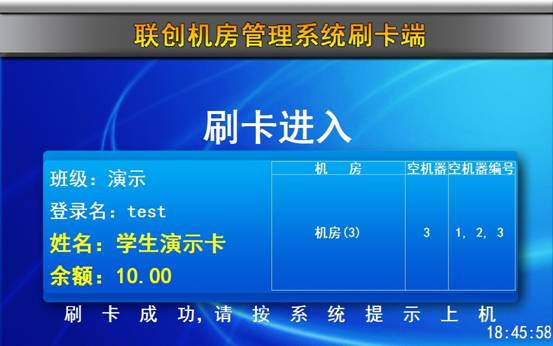 联创机房管理系统刷卡端
刷卡进入
班级：演示
登录名：test
姓名：学生演示卡
余额：10.00
机 房 空机器 空机器编号
机房(3) 3 1, 2, 3
刷卡成功,请按系统提示上机
18:45:58